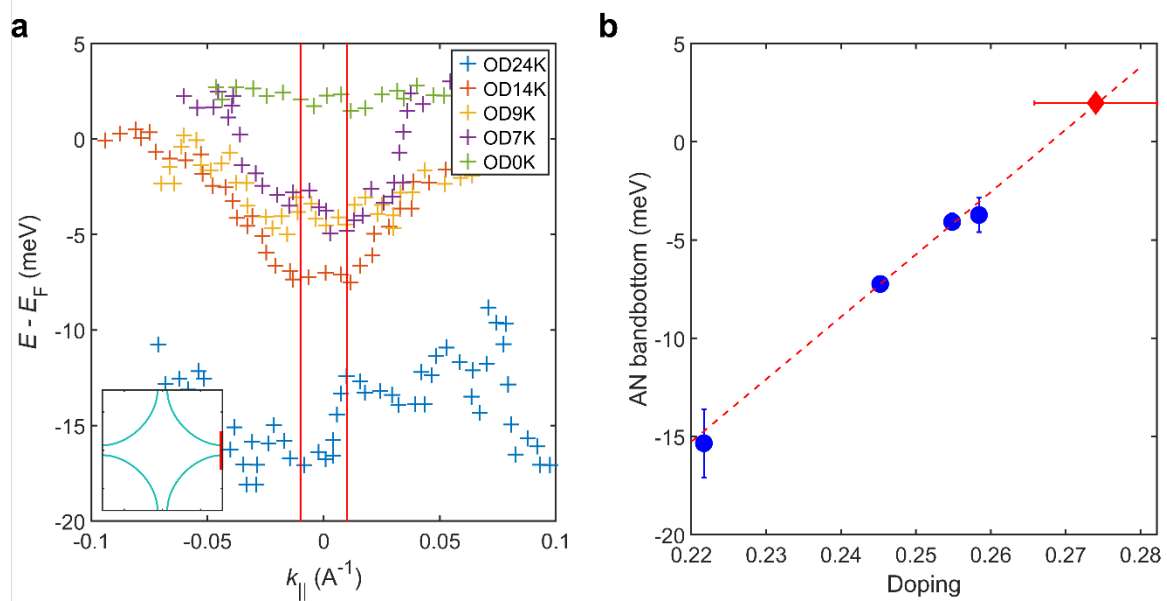 a
5
0
-5
-10
-15
-20
E - E_F (meV)
-0.1
-0.05
0
0.05
0.1
k_|| (A^-1)
OD24K
OD14K
OD9K
OD7K
OD0K
b
5
0
-5
-10
-15
-20
AN bandbottom (meV)
0.22
0.23
0.24
0.25
0.26
0.27
0.28
Doping